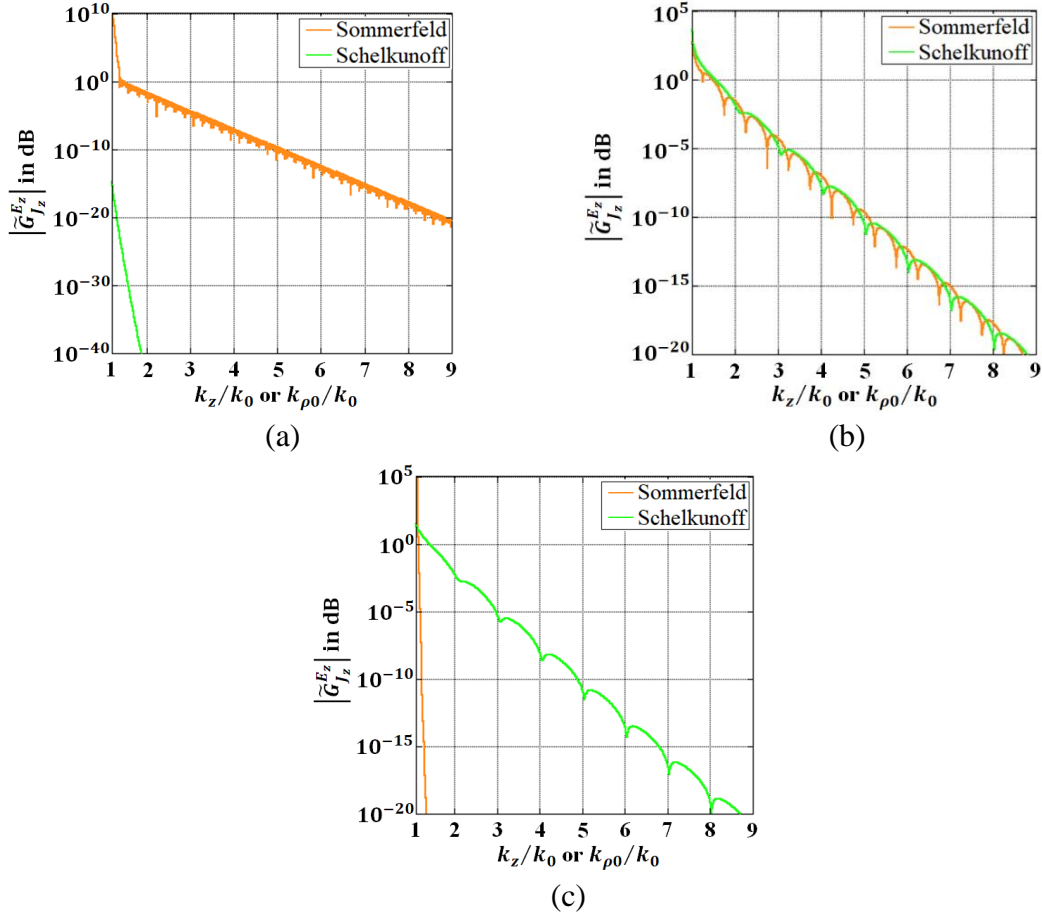 10^10
10^0
10^-10
10^-20
10^-30
10^-40
|G̃_{J_z}^{E_z}| in dB
Sommerfeld
Schelkunoff
1 2 3 4 5 6 7 8 9
k_z/k_0 or k_ρ0/k_0
(a)
10^5
10^0
10^-5
10^-10
10^-15
10^-20
|G̃_{J_z}^{E_z}| in dB
Sommerfeld
Schelkunoff
1 2 3 4 5 6 7 8 9
k_z/k_0 or k_ρ0/k_0
(b)
10^5
10^0
10^-5
10^-10
10^-15
10^-20
|G̃_{J_z}^{E_z}| in dB
Sommerfeld
Schelkunoff
1 2 3 4 5 6 7 8 9
k_z/k_0 or k_ρ0/k_0
(c)